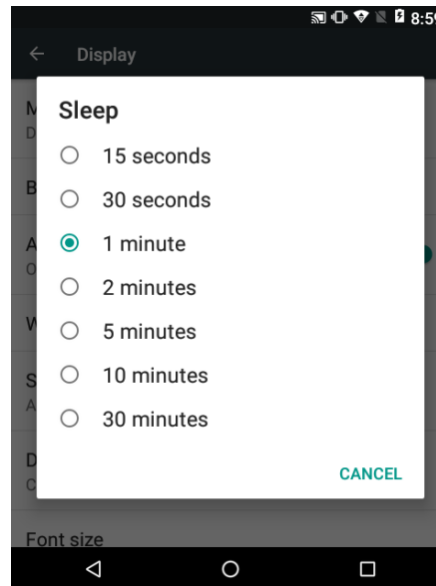 8:59
Display
Sleep
15 seconds
30 seconds
1 minute
2 minutes
5 minutes
10 minutes
30 minutes
CANCEL
Font size